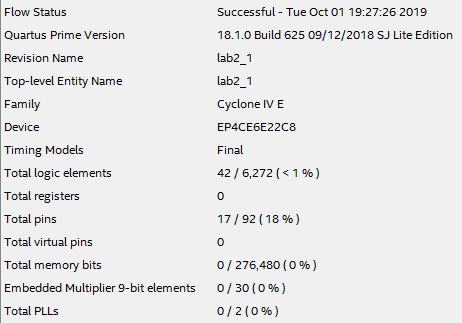 Flow Status Successful - Tue Oct 01 19:27:26 2019
Quartus Prime Version 18.1.0 Build 625 09/12/2018 SJ Lite Edition
Revision Name lab2_1
Top-level Entity Name lab2_1
Family Cyclone IV E
Device EP4CE6E22C8
Timing Models Final
Total logic elements 42 / 6,272 ( < 1 % )
Total registers 0
Total pins 17 / 92 ( 18 % )
Total virtual pins 0
Total memory bits 0 / 276,480 ( 0 % )
Embedded Multiplier 9-bit elements 0 / 30 ( 0 % )
Total PLLs 0 / 2 ( 0 % )